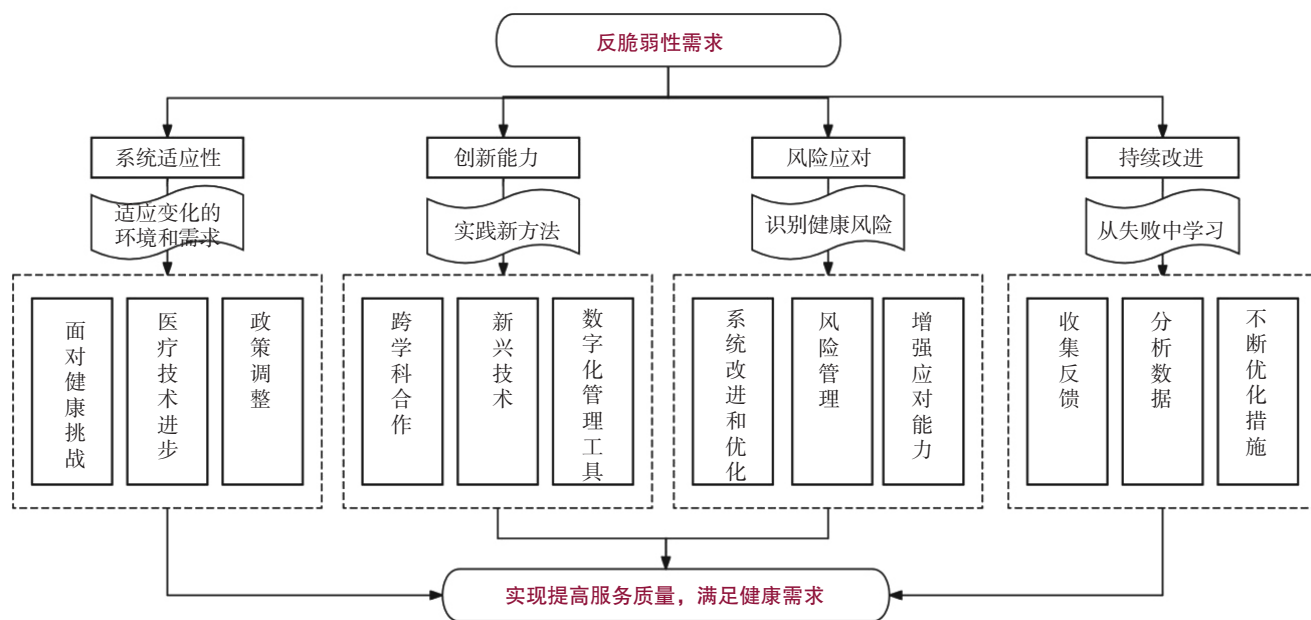 反脆弱性需求
系统适应性
创新能力
风险应对
持续改进
适应变化的
环境和需求
实践新方法
识别健康风险
从失败中学习
面对健康挑战
医疗技术进步
政策调整
跨学科合作
新兴技术
数字化管理工具
系统改进和优化
风险管理
增强应对能力
收集反馈
分析数据
不断优化措施
实现提高服务质量，满足健康需求